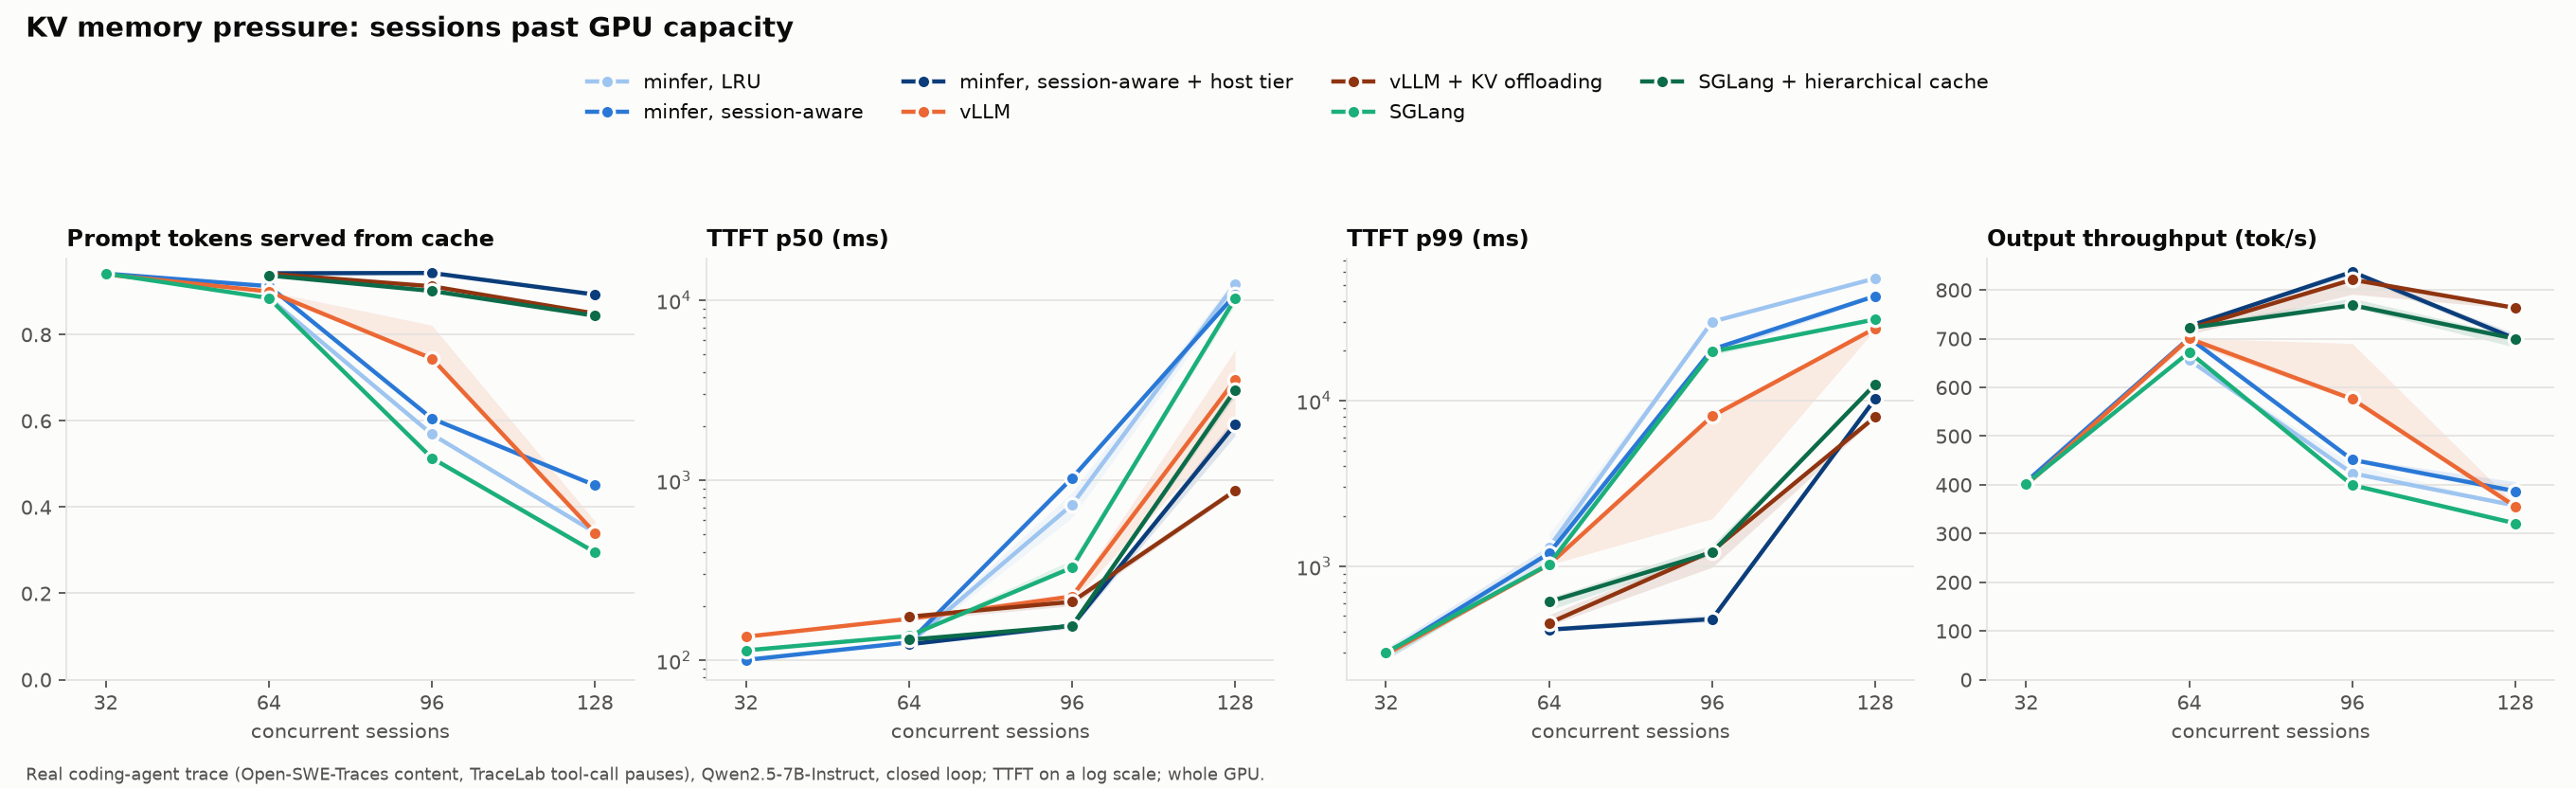 KV memory pressure: sessions past GPU capacity
minfer, LRU
minfer, session-aware
minfer, session-aware + host tier
vLLM
vLLM + KV offloading
SGLang
SGLang + hierarchical cache
Prompt tokens served from cache
0.8
0.6
0.4
0.2
0.0
32 64 96 128
concurrent sessions
TTFT p50 (ms)
10⁴
10³
10²
32 64 96 128
concurrent sessions
TTFT p99 (ms)
10⁴
10³
32 64 96 128
concurrent sessions
Output throughput (tok/s)
800
700
600
500
400
300
200
100
0
32 64 96 128
concurrent sessions
Real coding-agent trace (Open-SWE-Traces content, TraceLab tool-call pauses), Qwen2.5-7B-Instruct, closed loop; TTFT on a log scale; whole GPU.